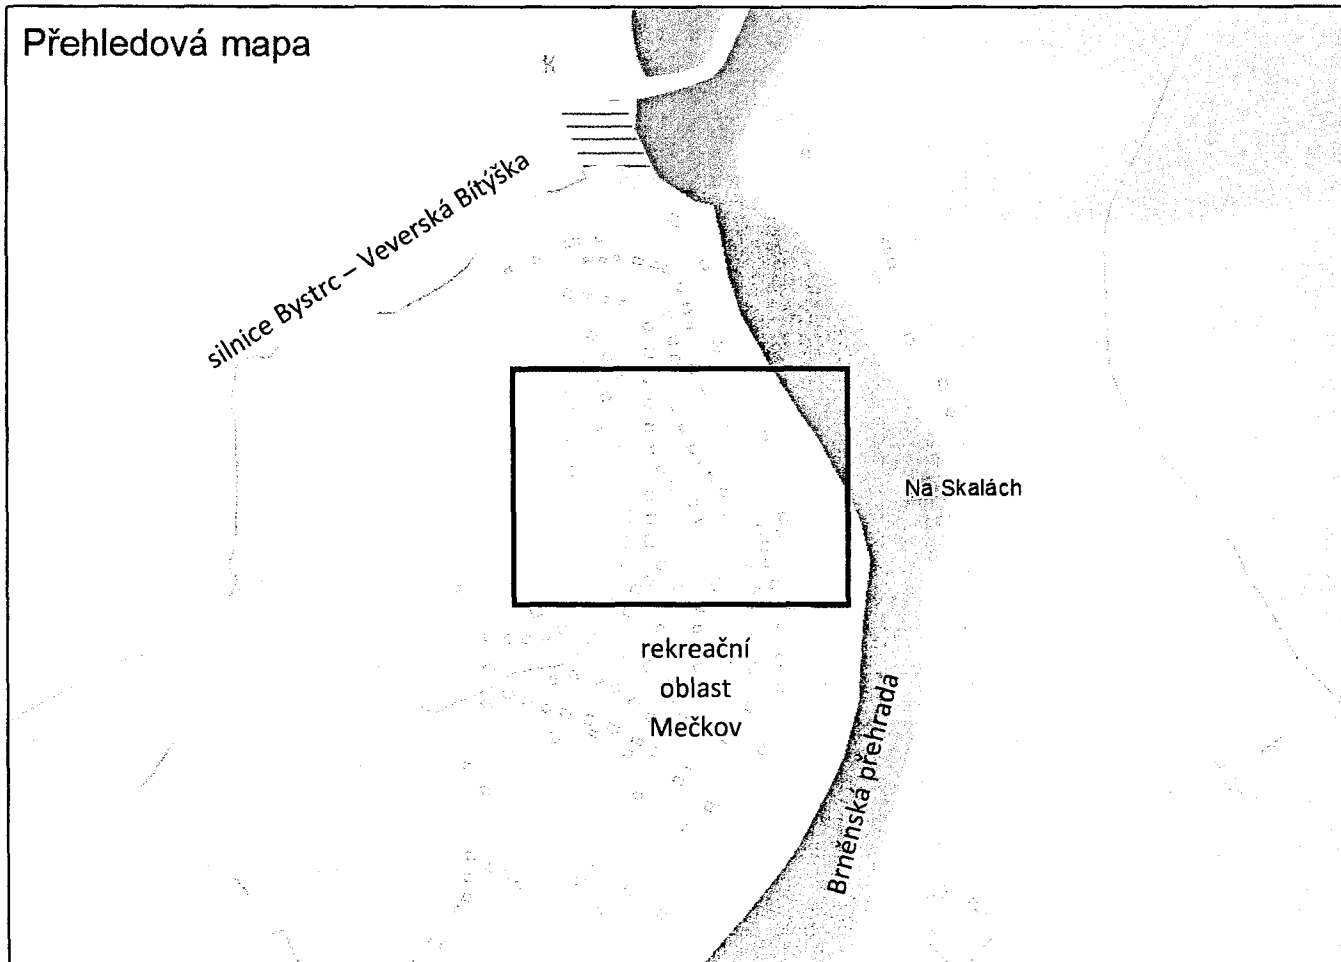 Přehledová mapa
K
silnice Bystrc – Veverská Bítýška
Na Skalách
rekreační
oblast
Mečkov
Brněnská přehrada